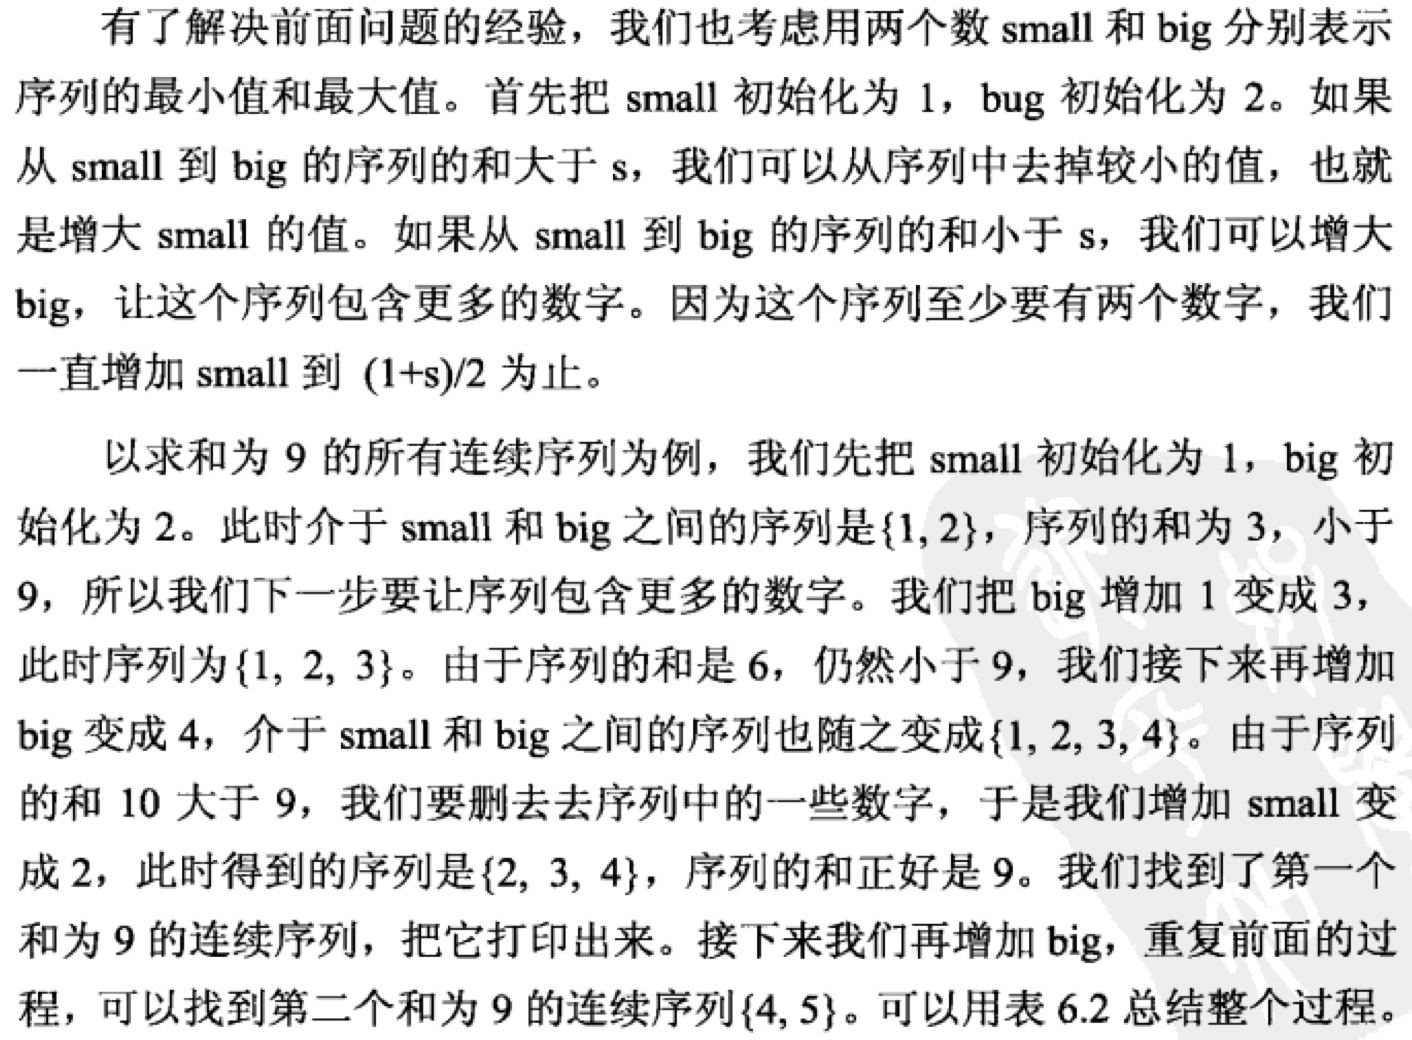 有了解决前面问题的经验，我们也考虑用两个数 small 和 big 分别表示
序列的最小值和最大值。首先把 small 初始化为 1，bug 初始化为 2。如果
从 small 到 big 的序列的和大于 s，我们可以从序列中去掉较小的值，也就
是增大 small 的值。如果从 small 到 big 的序列的和小于 s，我们可以增大
big，让这个序列包含更多的数字。因为这个序列至少要有两个数字，我们
一直增加 small 到 (1+s)/2 为止。
以求和为 9 的所有连续序列为例，我们先把 small 初始化为 1，big 初
始化为 2。此时介于 small 和 big 之间的序列是{1, 2}，序列的和为 3，小于
9，所以我们下一步要让序列包含更多的数字。我们把 big 增加 1 变成 3，
此时序列为{1, 2, 3}。由于序列的和是 6，仍然小于 9，我们接下来再增加
big 变成 4，介于 small 和 big 之间的序列也随之变成{1, 2, 3, 4}。由于序列
的和 10 大于 9，我们要删去去序列中的一些数字，于是我们增加 small 变
成 2，此时得到的序列是{2, 3, 4}，序列的和正好是 9。我们找到了第一个
和为 9 的连续序列，把它打印出来。接下来我们再增加 big，重复前面的过
程，可以找到第二个和为 9 的连续序列{4, 5}。可以用表 6.2 总结整个过程。